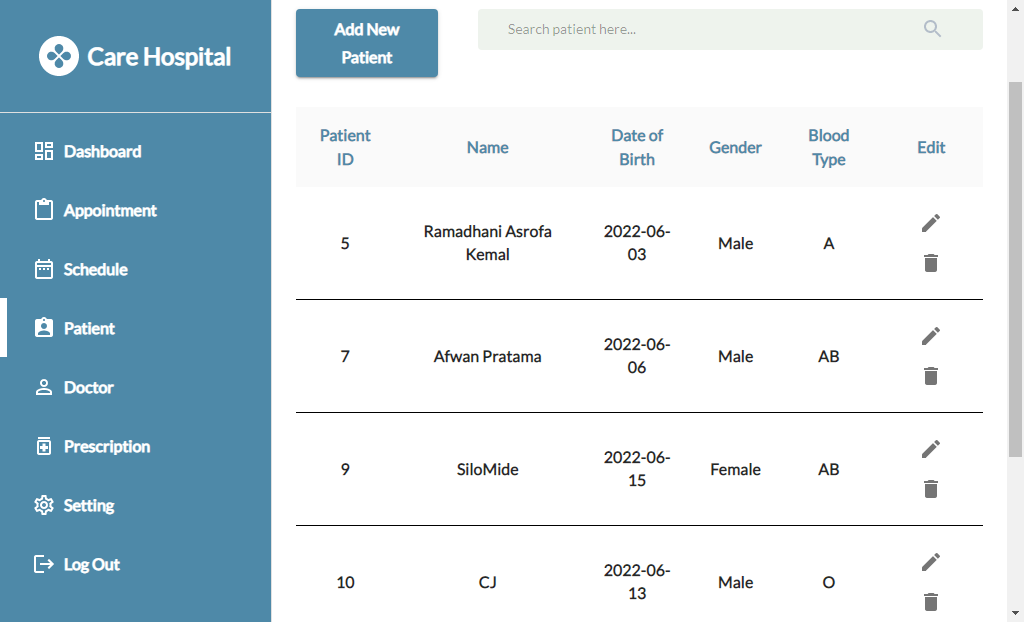 Care Hospital
Dashboard
Appointment
Schedule
Patient
Doctor
Prescription
Setting
Log Out
Add New
Patient
Search patient here...
Patient
ID
Name
Date of
Birth
Gender
Blood
Type
Edit
5
Ramadhani Asrofa
Kemal
2022-06-
03
Male
A
7
Afwan Pratama
2022-06-
06
Male
AB
9
SiloMide
2022-06-
15
Female
AB
10
CJ
2022-06-
13
Male
O